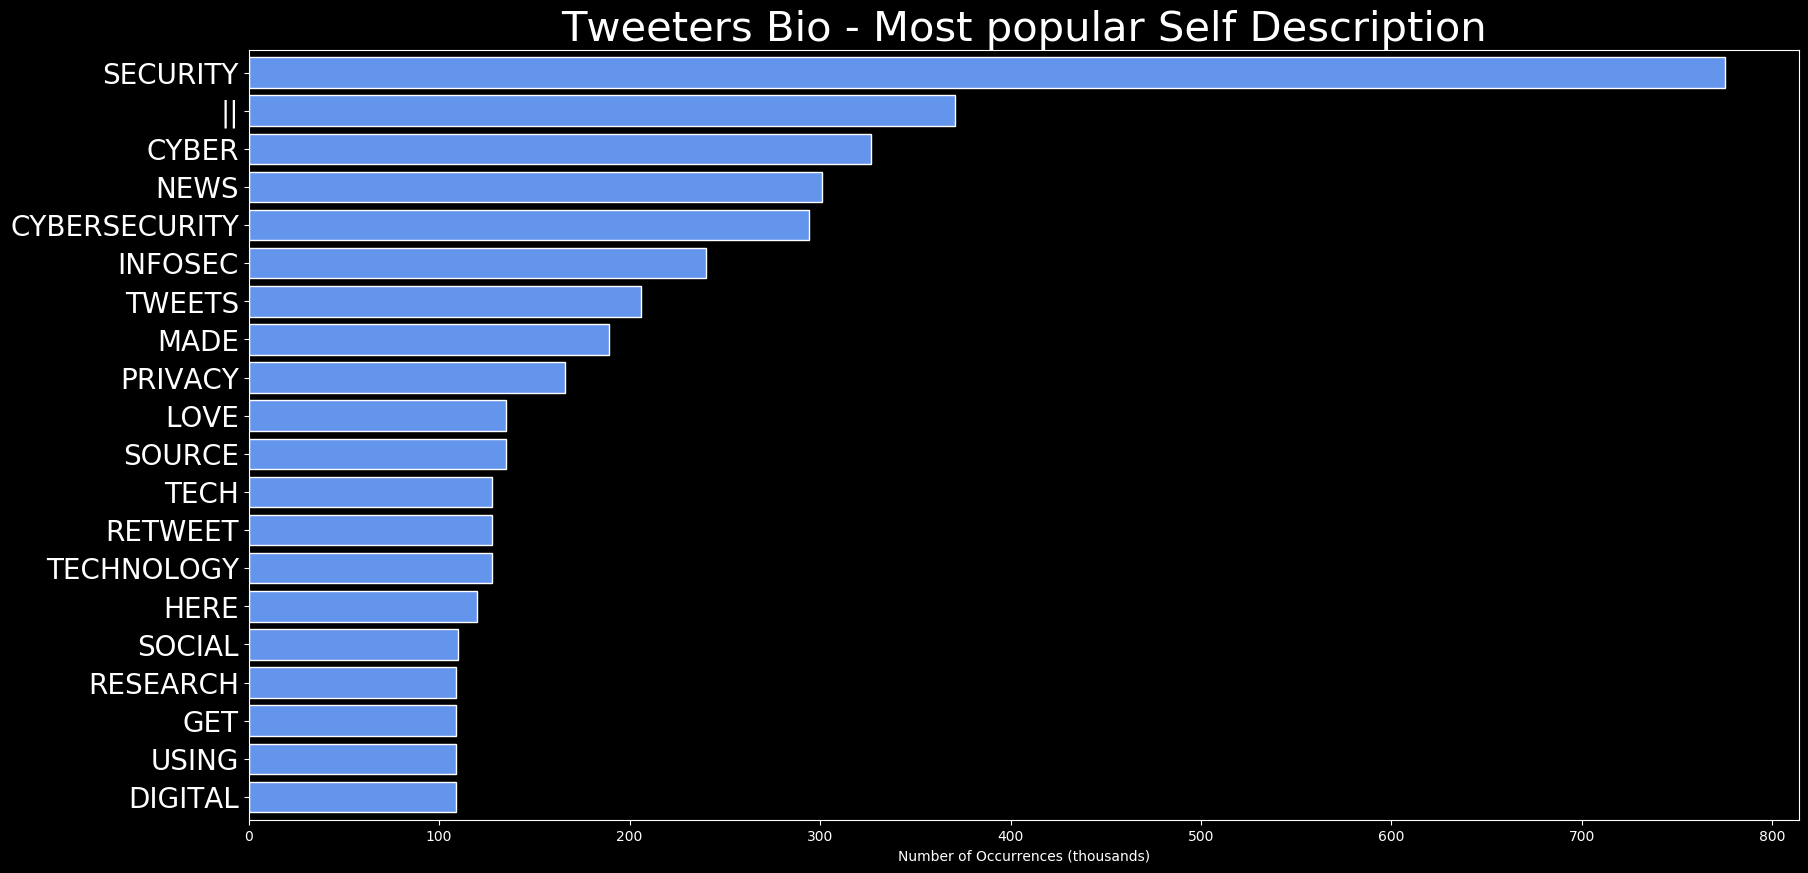 Tweeters Bio - Most popular Self Description
SECURITY
||
CYBER
NEWS
CYBERSECURITY
INFOSEC
TWEETS
MADE
PRIVACY
LOVE
SOURCE
TECH
RETWEET
TECHNOLOGY
HERE
SOCIAL
RESEARCH
GET
USING
DIGITAL
0 100 200 300 400 500 600 700 800
Number of Occurrences (thousands)